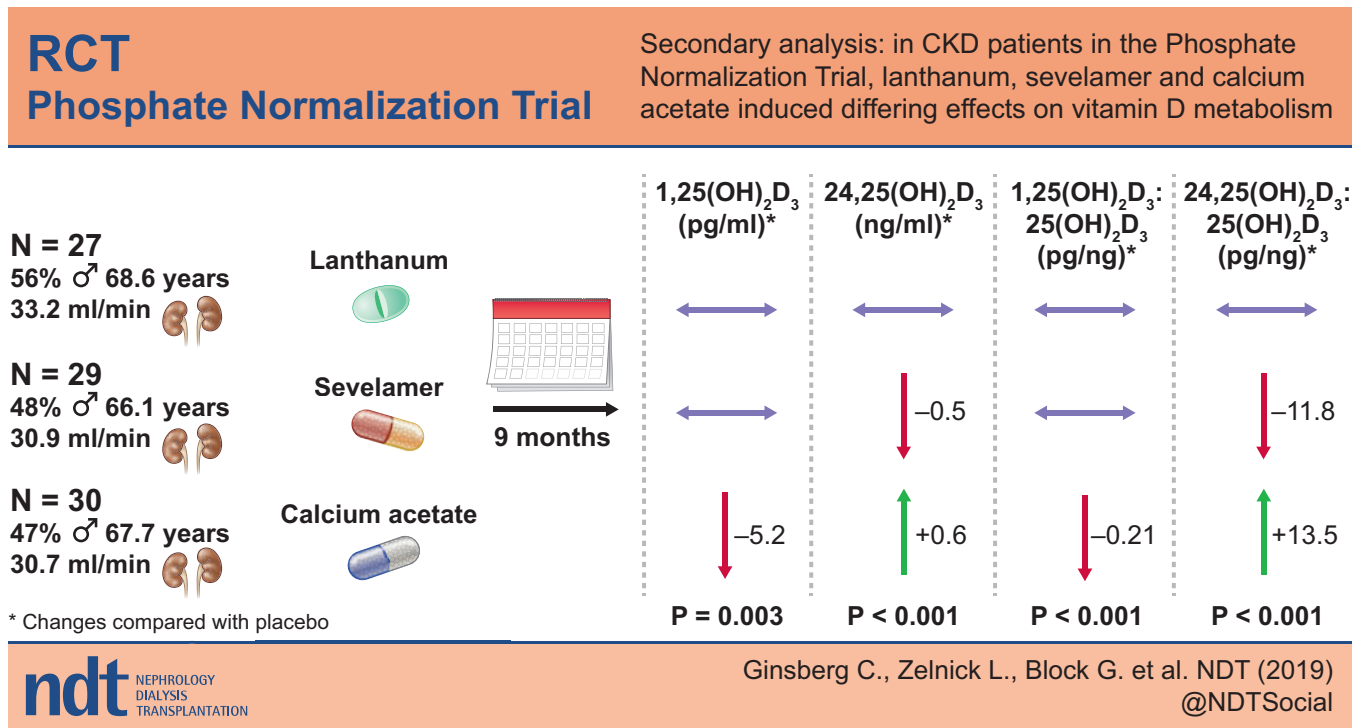 RCT
Phosphate Normalization Trial
Secondary analysis: in CKD patients in the Phosphate
Normalization Trial, lanthanum, sevelamer and calcium
acetate induced differing effects on vitamin D metabolism
1,25(OH)₂D₃
(pg/ml)*
24,25(OH)₂D₃
(ng/ml)*
1,25(OH)₂D₃:
25(OH)₂D₃
(pg/ng)*
24,25(OH)₂D₃:
25(OH)₂D₃
(pg/ng)*
N = 27
56% ♂ 68.6 years
33.2 ml/min
Lanthanum
N = 29
48% ♂ 66.1 years
30.9 ml/min
Sevelamer
9 months
–0.5
–11.8
N = 30
47% ♂ 67.7 years
30.7 ml/min
Calcium acetate
–5.2
+0.6
–0.21
+13.5
* Changes compared with placebo
P = 0.003
P < 0.001
P < 0.001
P < 0.001
ndt
NEPHROLOGY
DIALYSIS
TRANSPLANTATION
Ginsberg C., Zelnick L., Block G. et al. NDT (2019)
@NDTSocial